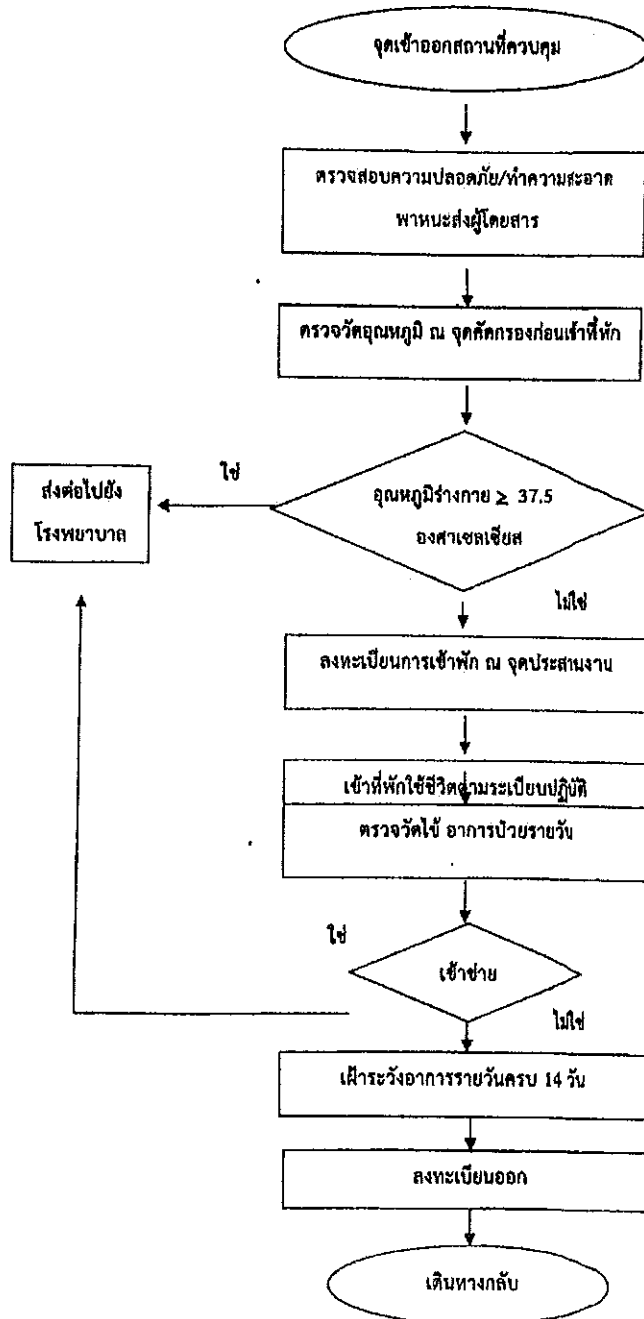 จุดเข้าออกสถานที่ควบคุม
ตรวจสอบความปลอดภัย/ทำความสะอาด
พาหนะส่งผู้โดยสาร
ตรวจวัดอุณหภูมิ ณ จุดคัดกรองก่อนเข้าที่พัก
ใช่
ส่งต่อไปยัง
โรงพยาบาล
อุณหภูมิร่างกาย ≥ 37.5
องศาเซลเซียส
ไม่ใช่
ลงทะเบียนการเข้าพัก ณ จุดประสานงาน
เข้าที่พักใช้ชีวิตตามระเบียบปฏิบัติ
ตรวจวัดไข้ อาการป่วยรายวัน
ใช่
เข้าข่าย
ไม่ใช่
เฝ้าระวังอาการรายวันครบ 14 วัน
ลงทะเบียนออก
เดินทางกลับ